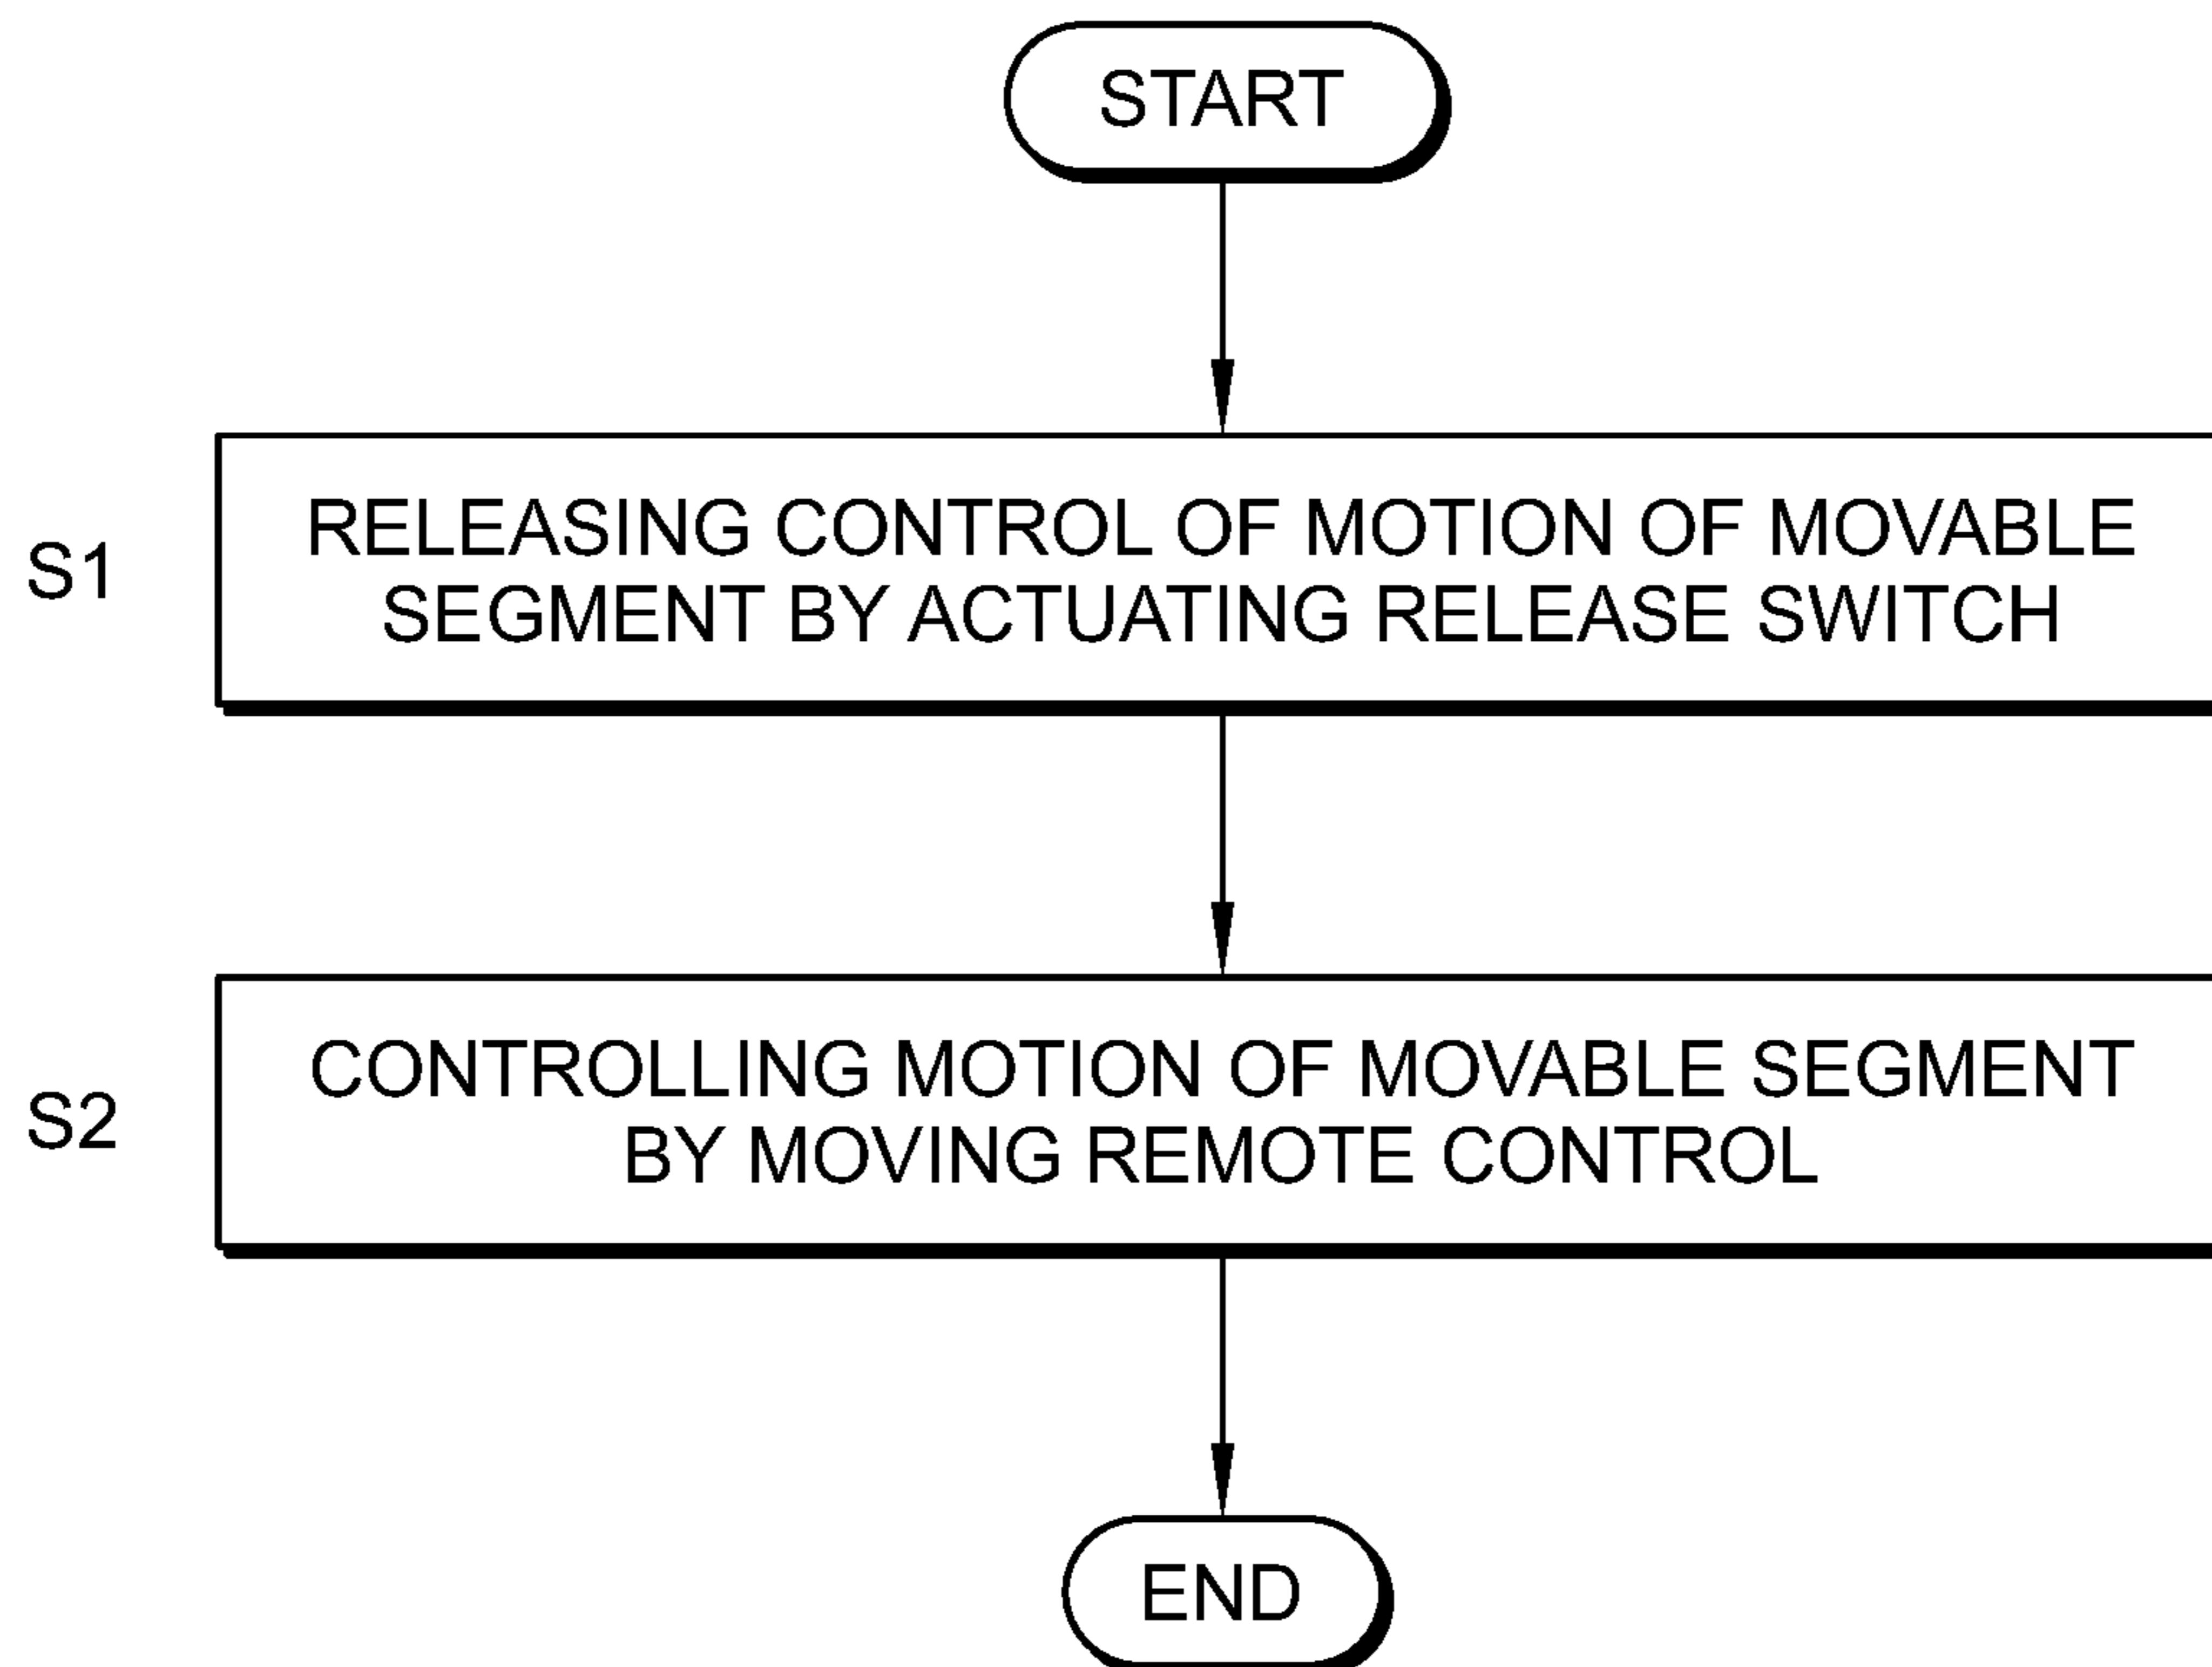 START
S1
RELEASING CONTROL OF MOTION OF MOVABLE
SEGMENT BY ACTUATING RELEASE SWITCH
S2
CONTROLLING MOTION OF MOVABLE SEGMENT
BY MOVING REMOTE CONTROL
END